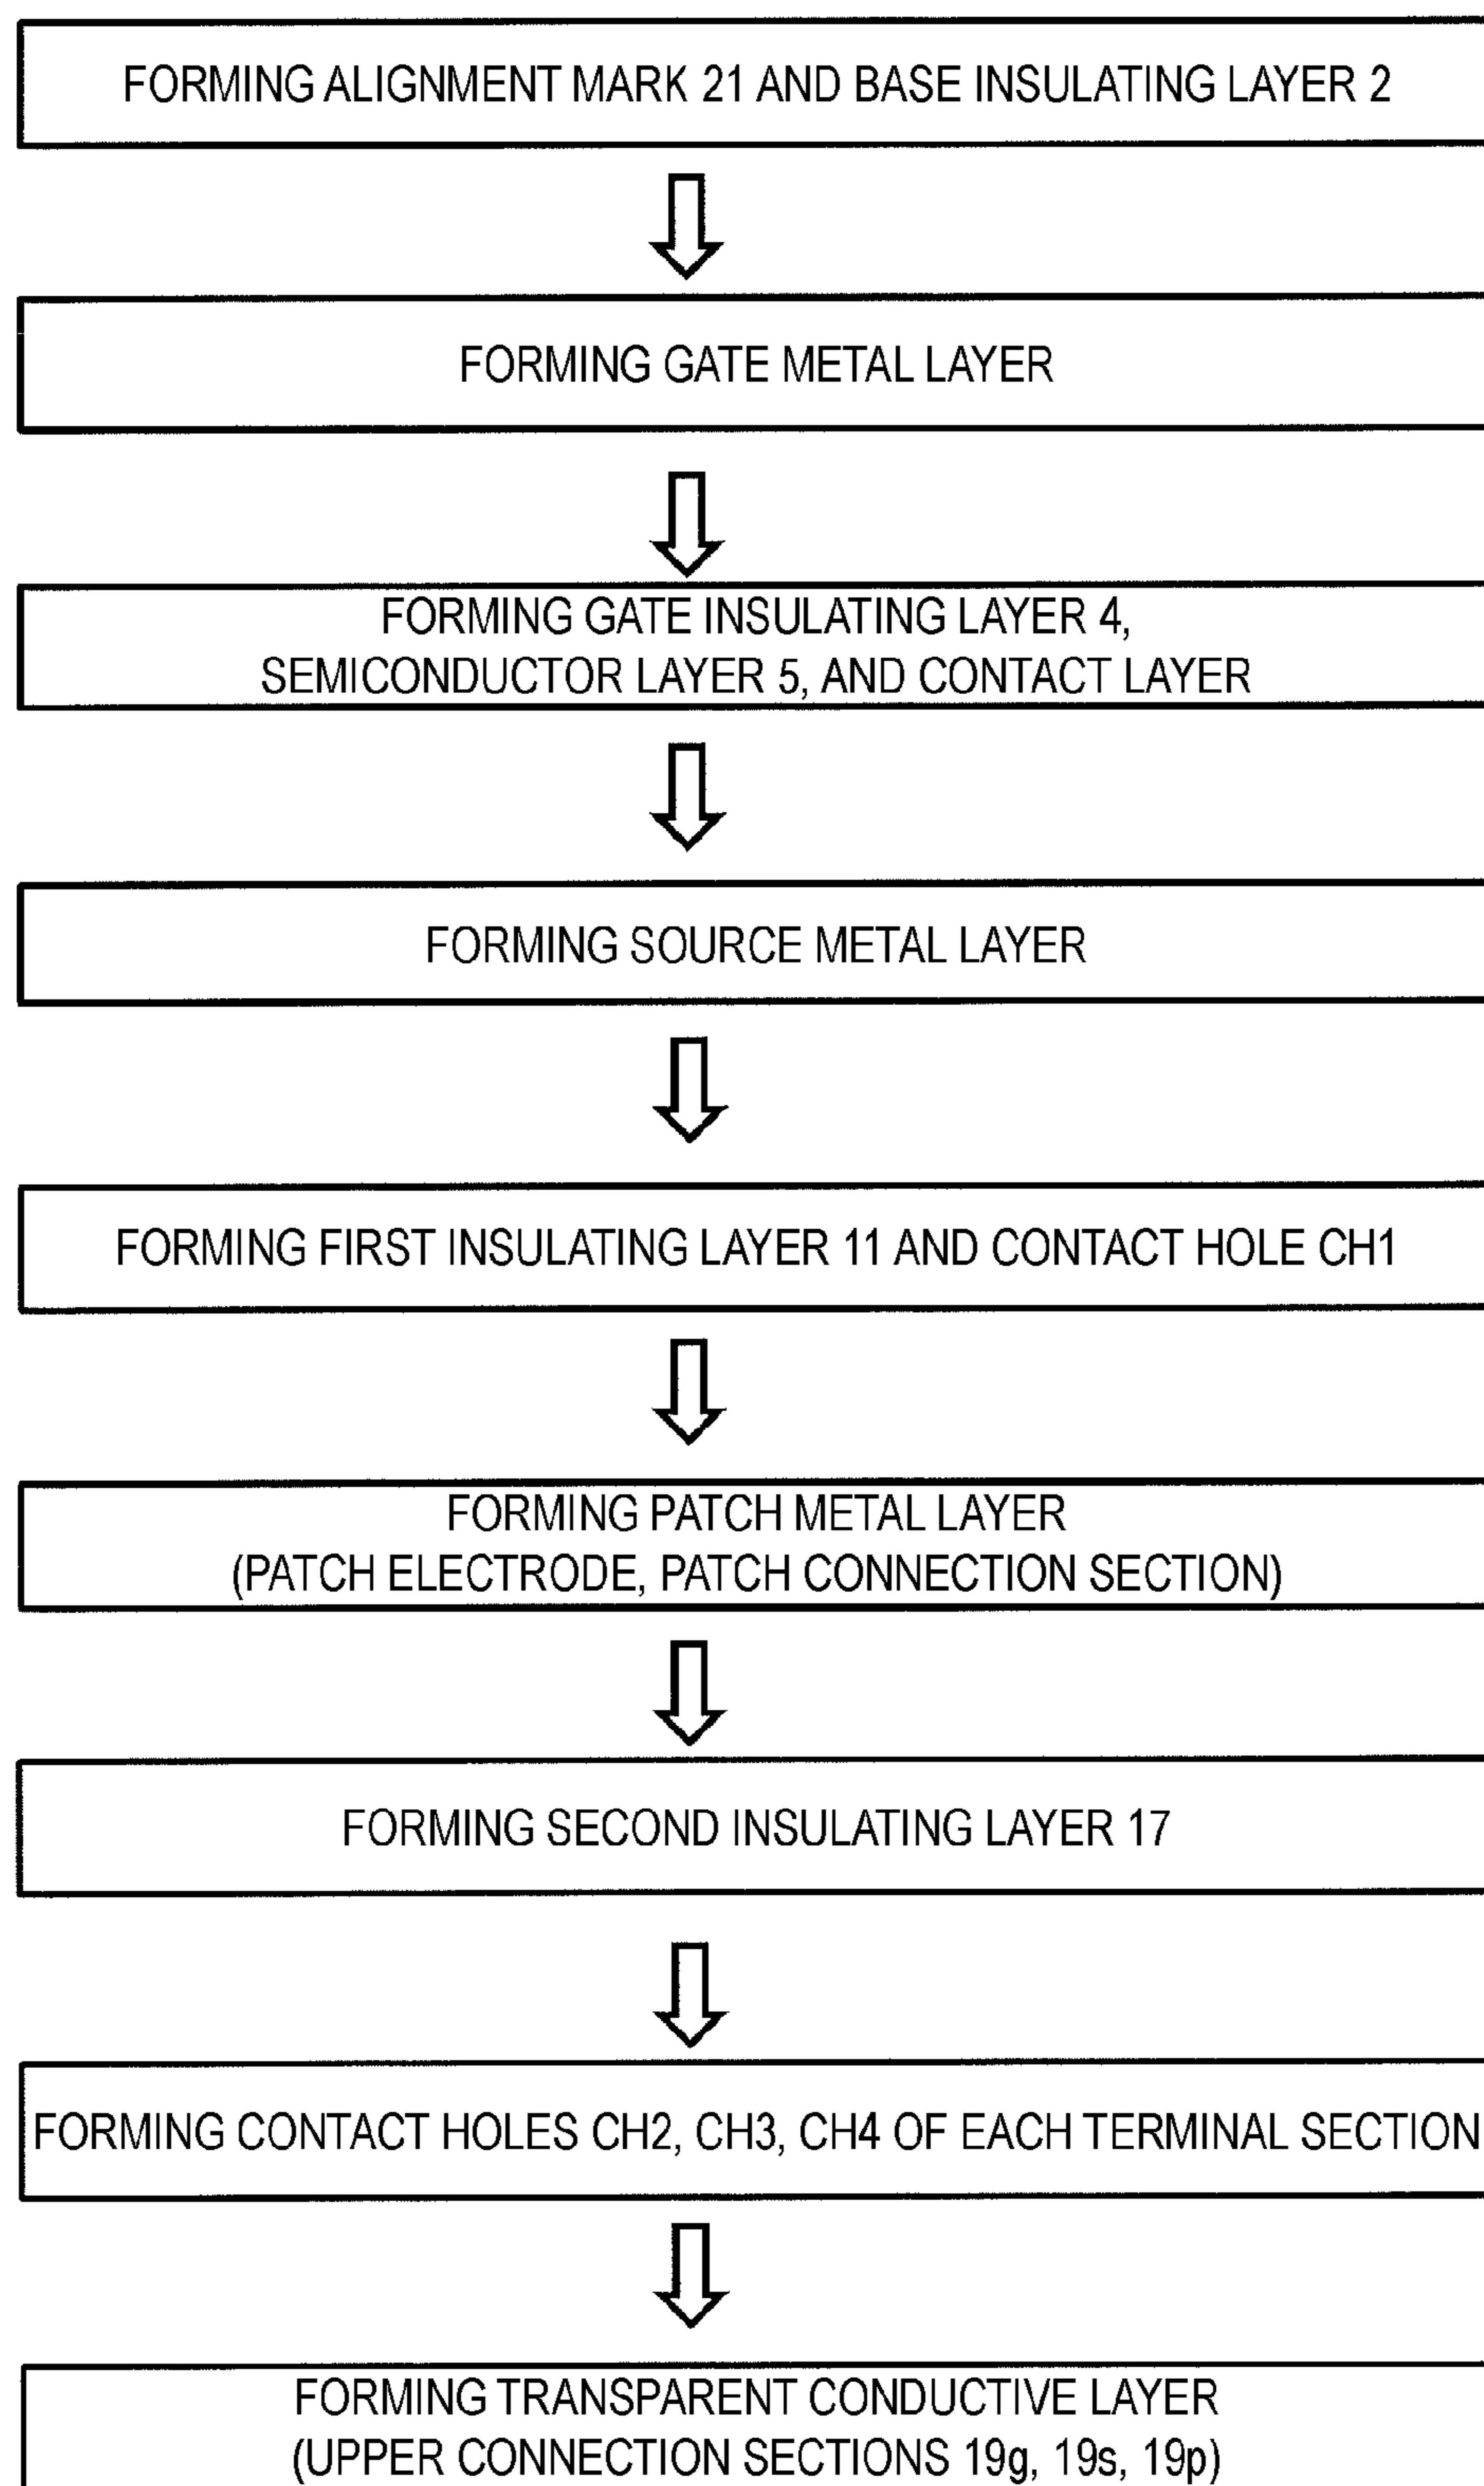 FORMING ALIGNMENT MARK 21 AND BASE INSULATING LAYER 2
FORMING GATE METAL LAYER
FORMING GATE INSULATING LAYER 4,
SEMICONDUCTOR LAYER 5, AND CONTACT LAYER
FORMING SOURCE METAL LAYER
FORMING FIRST INSULATING LAYER 11 AND CONTACT HOLE CH1
FORMING PATCH METAL LAYER
(PATCH ELECTRODE, PATCH CONNECTION SECTION)
FORMING SECOND INSULATING LAYER 17
FORMING CONTACT HOLES CH2, CH3, CH4 OF EACH TERMINAL SECTION
FORMING TRANSPARENT CONDUCTIVE LAYER
(UPPER CONNECTION SECTIONS 19g, 19s, 19p)